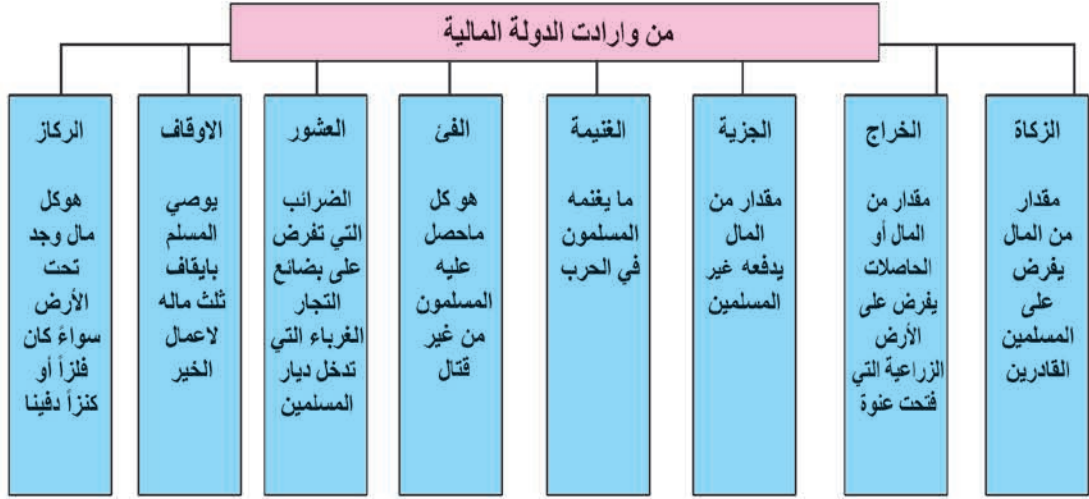 من وارادت الدولة المالية
الزكاة
مقدار
من المال
يفرض
على
المسلمين
القادرين
الخراج
مقدار من
المال أو
الحاصلات
يفرض على
الأرض
الزراعية التي
فتحت عنوة
الجزية
مقدار من
المال
يدفعه غير
المسلمين
الغنيمة
ما يغنمه
المسلمون
في الحرب
الفئ
هو كل
ماحصل
عليه
المسلمون
من غير
قتال
العشور
الضرائب
التي تفرض
على بضائع
التجار
الغرباء التي
تدخل ديار
المسلمين
الاوقاف
يوصي
المسلم
بايقاف
ثلث ماله
لاعمال
الخير
الركاز
هوكل
مال وجد
تحت
الأرض
سواءً كان
فلزاً أو
كنزاً دفينا